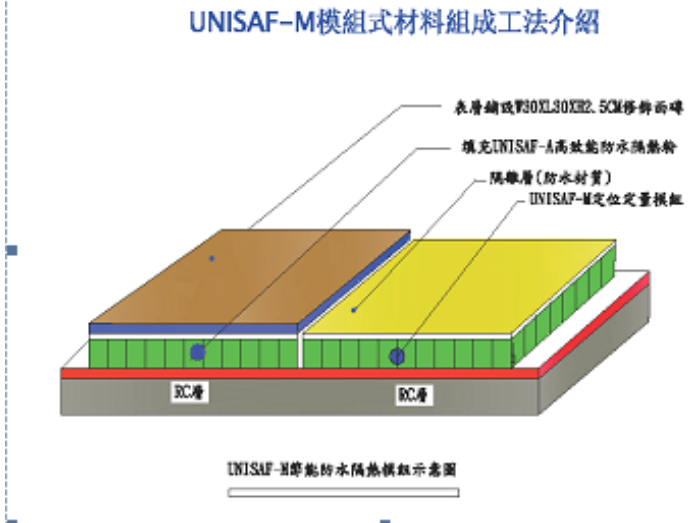 UNISAF-M模組式材料組成工法介紹
表層鋪設W30XL30XH2.5CM修飾面磚
填充UNISAF-A高效能防水隔熱粉
隔離層(防水材質)
UNISAF-M定位定量模組
RC層
RC層
UNISAF-M節能防水隔熱模組示意圖